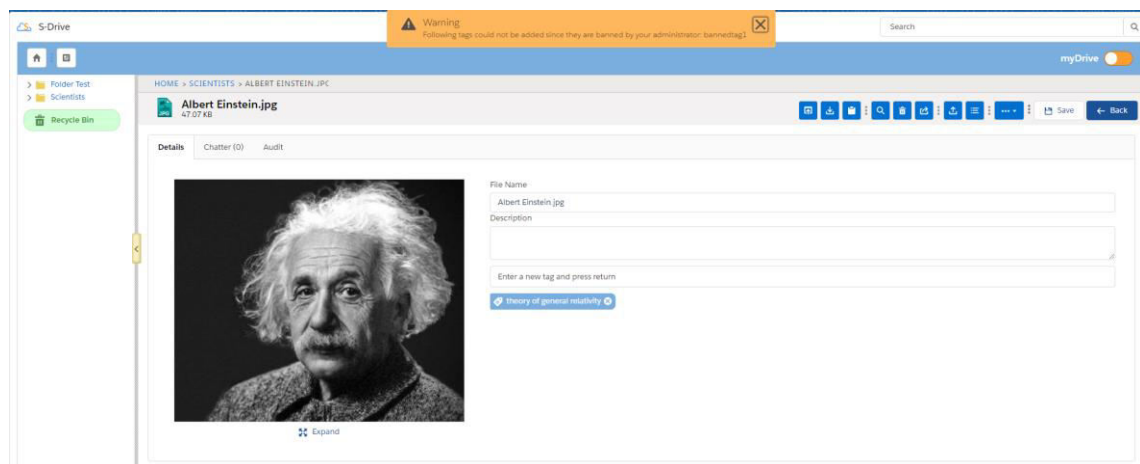 S-Drive
Warning
Following tags could not be added since they are banned by your administrator: bannedtag1
Search
myDrive
Folder Test
Scientists
Recycle Bin
HOME > SCIENTISTS > ALBERT EINSTEIN.JPG
Albert Einstein.jpg
47.07 KB
Save
Back
Details
Chatter (0)
Audit
File Name
Albert Einstein.jpg
Description
Enter a new tag and press return
theory of general relativity
Expand